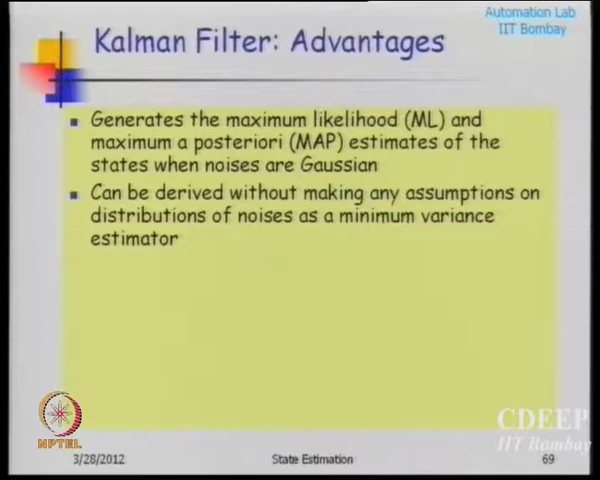 Automation Lab
IIT Bombay
Kalman Filter: Advantages
Generates the maximum likelihood (ML) and
maximum a posteriori (MAP) estimates of the
states when noises are Gaussian
Can be derived without making any assumptions on
distributions of noises as a minimum variance
estimator
NPTEL
CDEEP
IIT Bombay
3/28/2012
State Estimation
69